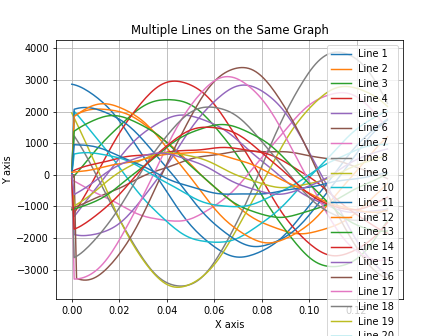 Multiple Lines on the Same Graph
Y axis
4000
3000
2000
1000
0
−1000
−2000
−3000
0.00
0.02
0.04
0.06
0.08
0.10
X axis
Line 1
Line 2
Line 3
Line 4
Line 5
Line 6
Line 7
Line 8
Line 9
Line 10
Line 11
Line 12
Line 13
Line 14
Line 15
Line 16
Line 17
Line 18
Line 19
Line 20